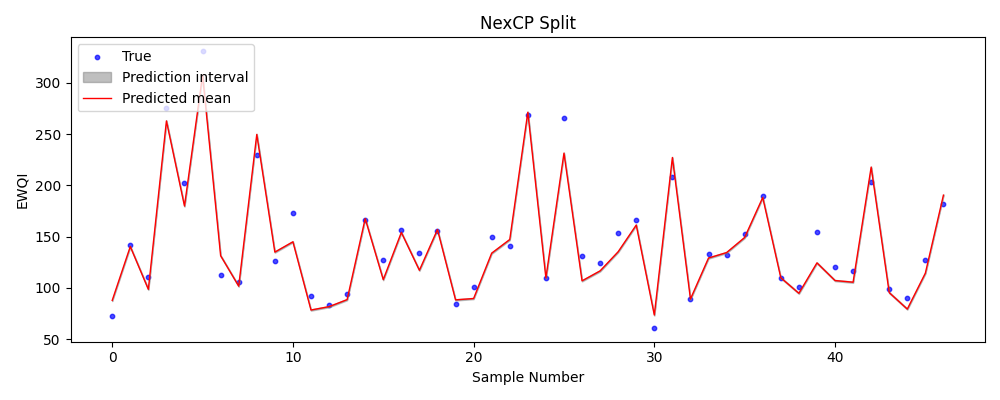 NexCP Split
True
Prediction interval
Predicted mean
300
250
200
150
100
50
EWQI
0 10 20 30 40
Sample Number